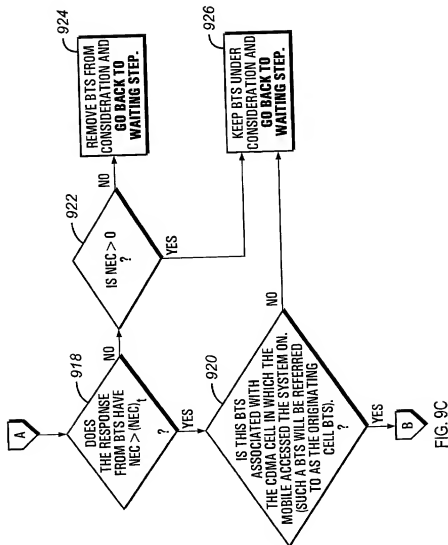 A
918
DOES
THE RESPONSE
FROM BTS HAVE
NEC > (NEC)t
?
NO
YES
922
IS NEC > 0
?
NO
YES
924
REMOVE BTS FROM
CONSIDERATION AND
GO BACK TO
WAITING STEP.
920
IS THIS BTS
ASSOCIATED WITH
THE CDMA CELL IN WHICH THE
MOBILE ACCESSED THE SYSTEM ON.
(SUCH A BTS WILL BE REFERRED
TO AS THE ORIGINATING
CELL BTS).
?
NO
YES
926
KEEP BTS UNDER
CONSIDERATION AND
GO BACK TO
WAITING STEP.
B
FIG. 9C